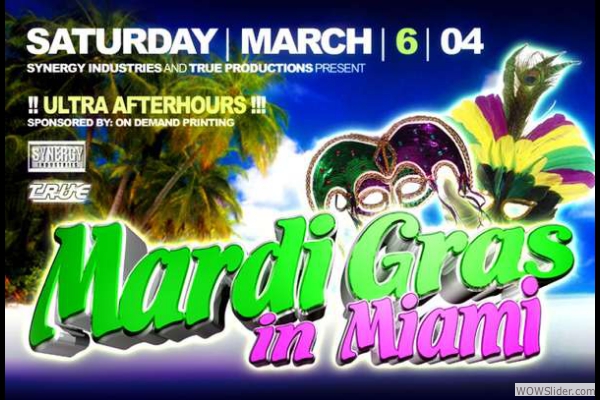 SATURDAY | MARCH | 6 | 04
SYNERGY INDUSTRIES AND TRUE PRODUCTIONS PRESENT
!! ULTRA AFTERHOURS !!!
SPONSORED BY: ON DEMAND PRINTING
SYNERGY
INDUSTRIES
TRUE
Mardi Gras
in Miami
WOWSlider.com